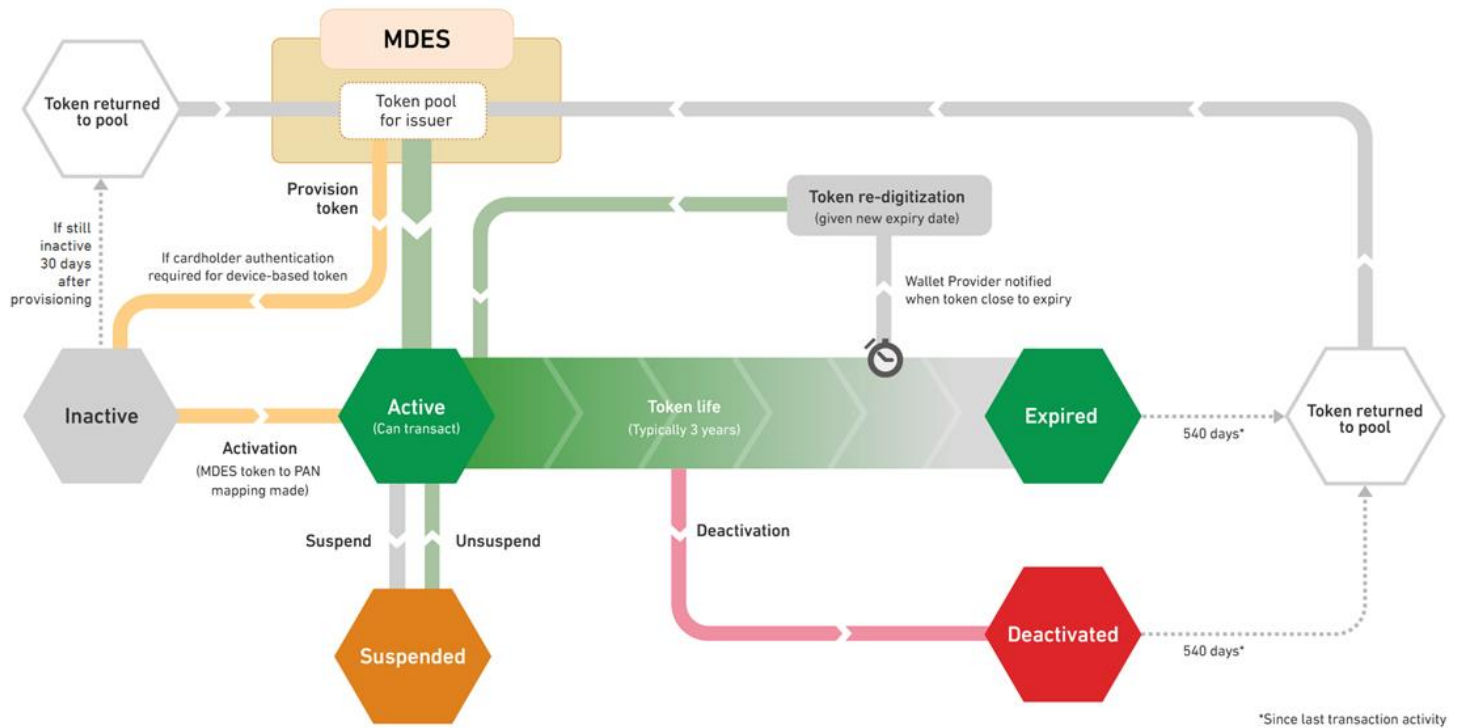 MDES
Token returned
to pool
Token pool
for issuer
Provision
token
Token re-digitization
(given new expiry date)
If still
inactive
30 days
after
provisioning
If cardholder authentication
required for device-based token
Wallet Provider notified
when token close to expiry
Inactive
Activation
(MDES token to PAN
mapping made)
Active
(Can transact)
Token life
(Typically 3 years)
Expired
540 days*
Token returned
to pool
Suspend
Unsuspend
Deactivation
Suspended
Deactivated
540 days*
*Since last transaction activity